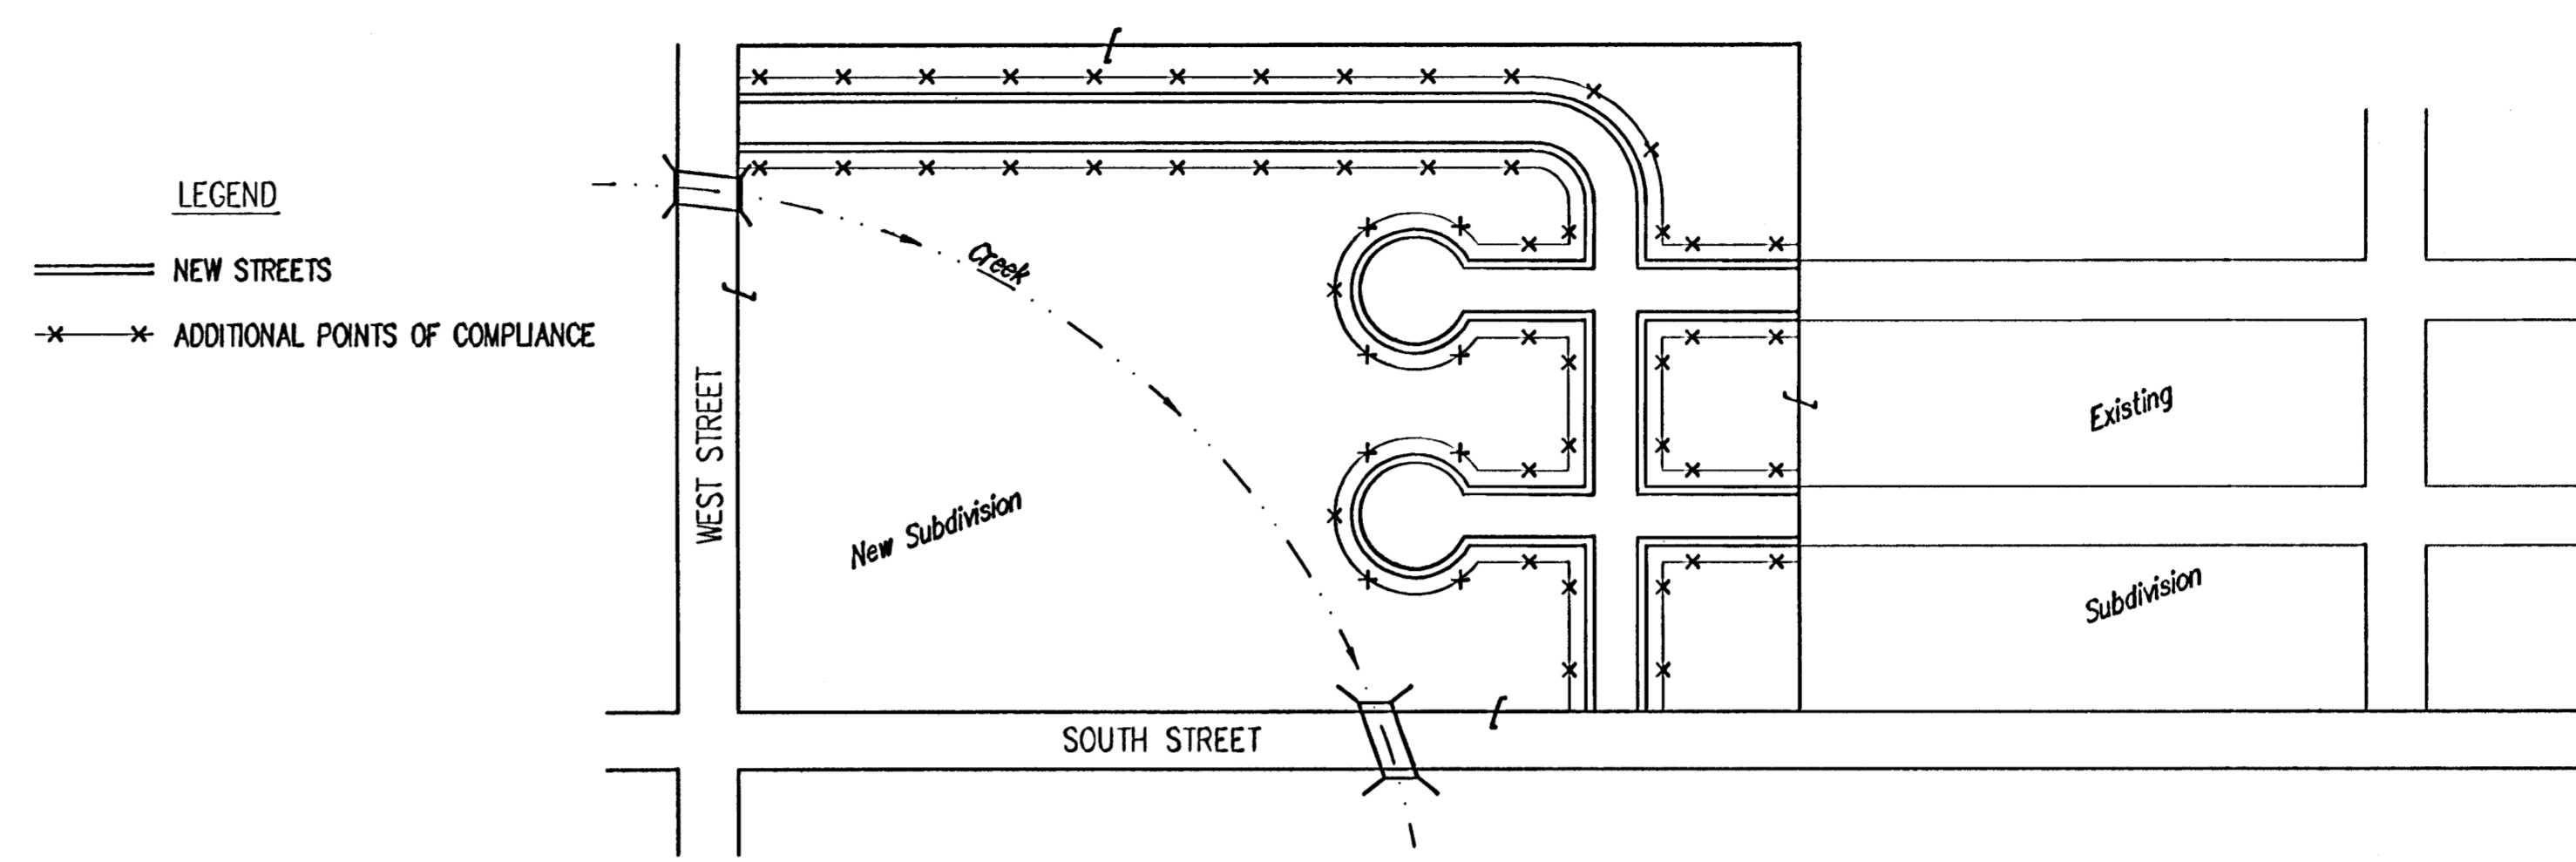 LEGEND
NEW STREETS
ADDITIONAL POINTS OF COMPLIANCE
WEST STREET
Creek
New Subdivision
SOUTH STREET
Existing
Subdivision